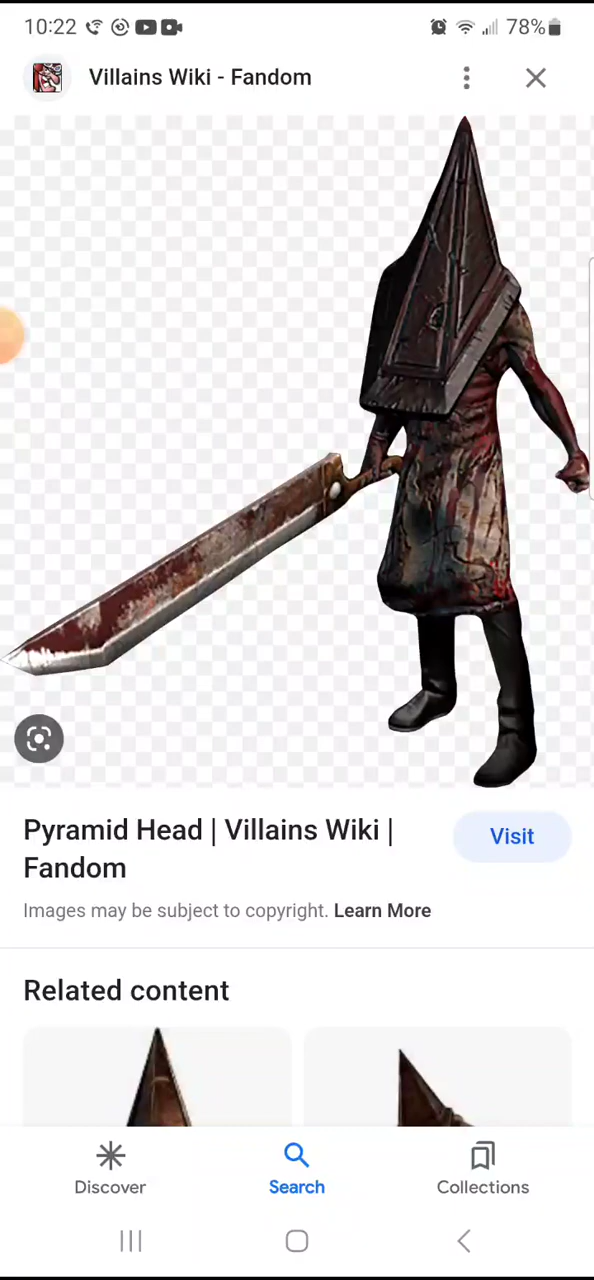 10:22 78%
Villains Wiki - Fandom
Pyramid Head | Villains Wiki |
Fandom
Visit
Images may be subject to copyright. Learn More
Related content
Discover Search Collections